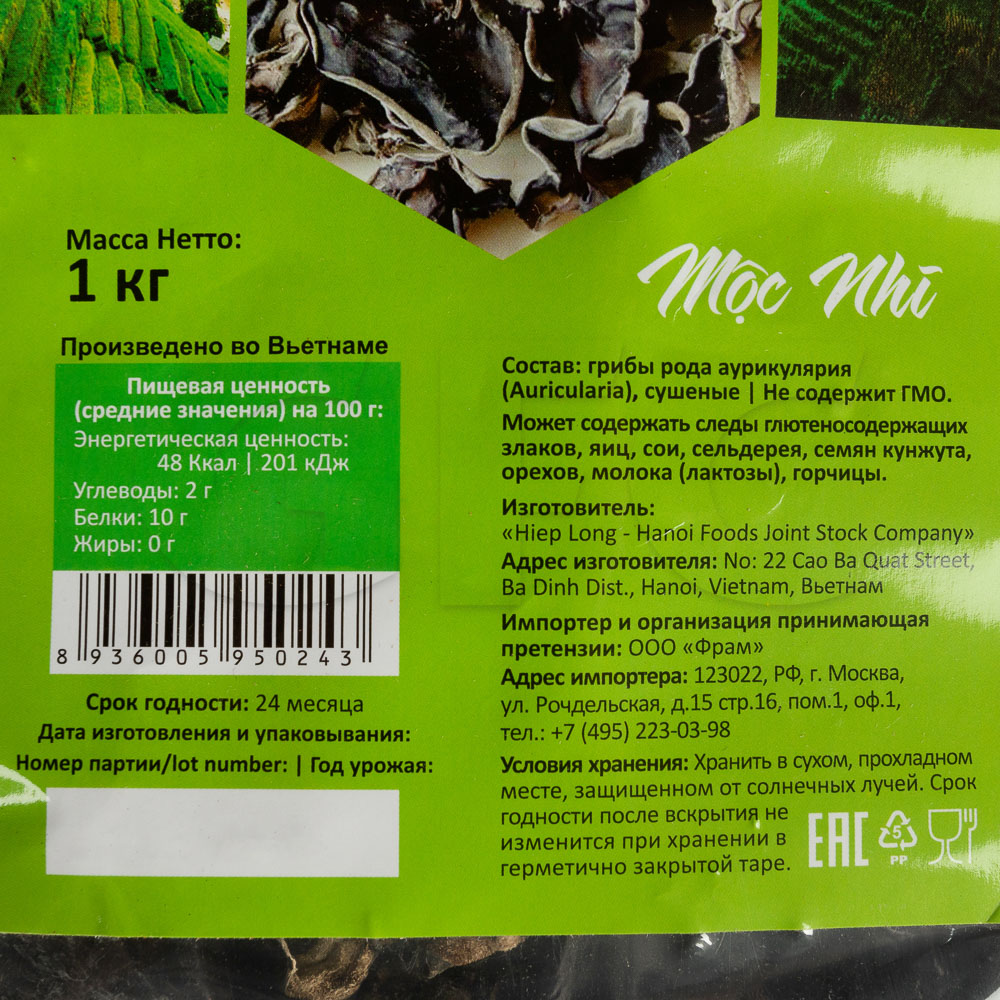 Масса Нетто:
1 кг
Произведено во Вьетнаме
Пищевая ценность
(средние значения) на 100 г:
Энергетическая ценность:
48 Ккал | 201 кДж
Углеводы: 2 г
Белки: 10 г
Жиры: 0 г
8 936005 950243
Срок годности: 24 месяца
Дата изготовления и упаковывания:
Номер партии/lot number: | Год урожая:
Mộc Nhĩ
Состав: грибы рода аурикулярия
(Auricularia), сушеные | Не содержит ГМО.
Может содержать следы глютеносодержащих
злаков, яиц, сои, сельдерея, семян кунжута,
орехов, молока (лактозы), горчицы.
Изготовитель:
«Hiep Long - Hanoi Foods Joint Stock Company»
Адрес изготовителя: No: 22 Cao Ba Quat Street,
Ba Dinh Dist., Hanoi, Vietnam, Вьетнам
Импортер и организация принимающая
претензии: ООО «Фрам»
Адрес импортера: 123022, РФ, г. Москва,
ул. Рочдельская, д.15 стр.16, пом.1, оф.1,
тел.: +7 (495) 223-03-98
Условия хранения: Хранить в сухом, прохладном
месте, защищенном от солнечных лучей. Срок
годности после вскрытия не
изменится при хранении в
герметично закрытой таре.
EAC
5
PP